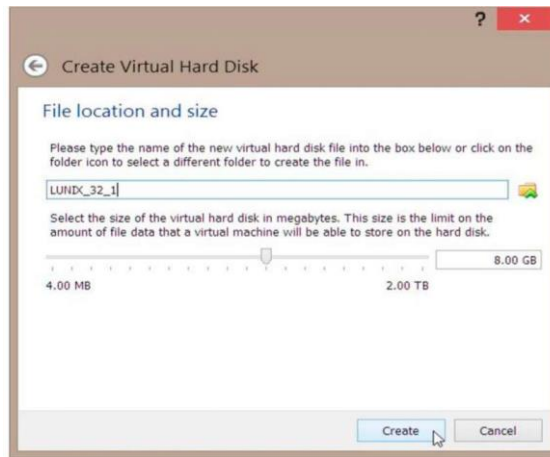 ?
Create Virtual Hard Disk
File location and size
Please type the name of the new virtual hard disk file into the box below or click on the
folder icon to select a different folder to create the file in.
LUNIX_32_1
Select the size of the virtual hard disk in megabytes. This size is the limit on the
amount of file data that a virtual machine will be able to store on the hard disk.
8.00 GB
4.00 MB 2.00 TB
Create Cancel